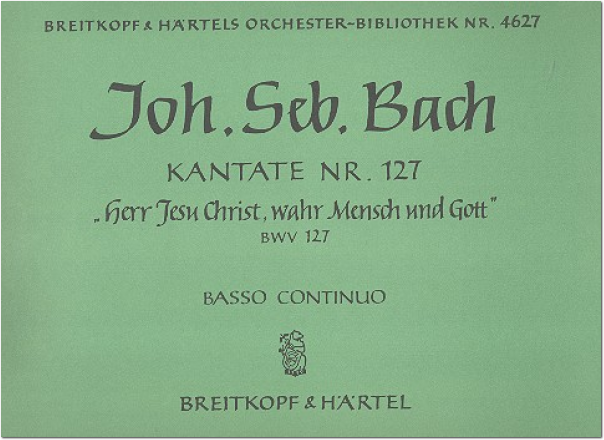 BREITKOPF & HÄRTELS ORCHESTER-BIBLIOTHEK NR. 4627
Joh. Seb. Bach
KANTATE NR. 127
„Herr Jesu Christ, wahr Mensch und Gott"
BWV 127
BASSO CONTINUO
BREITKOPF & HÄRTEL